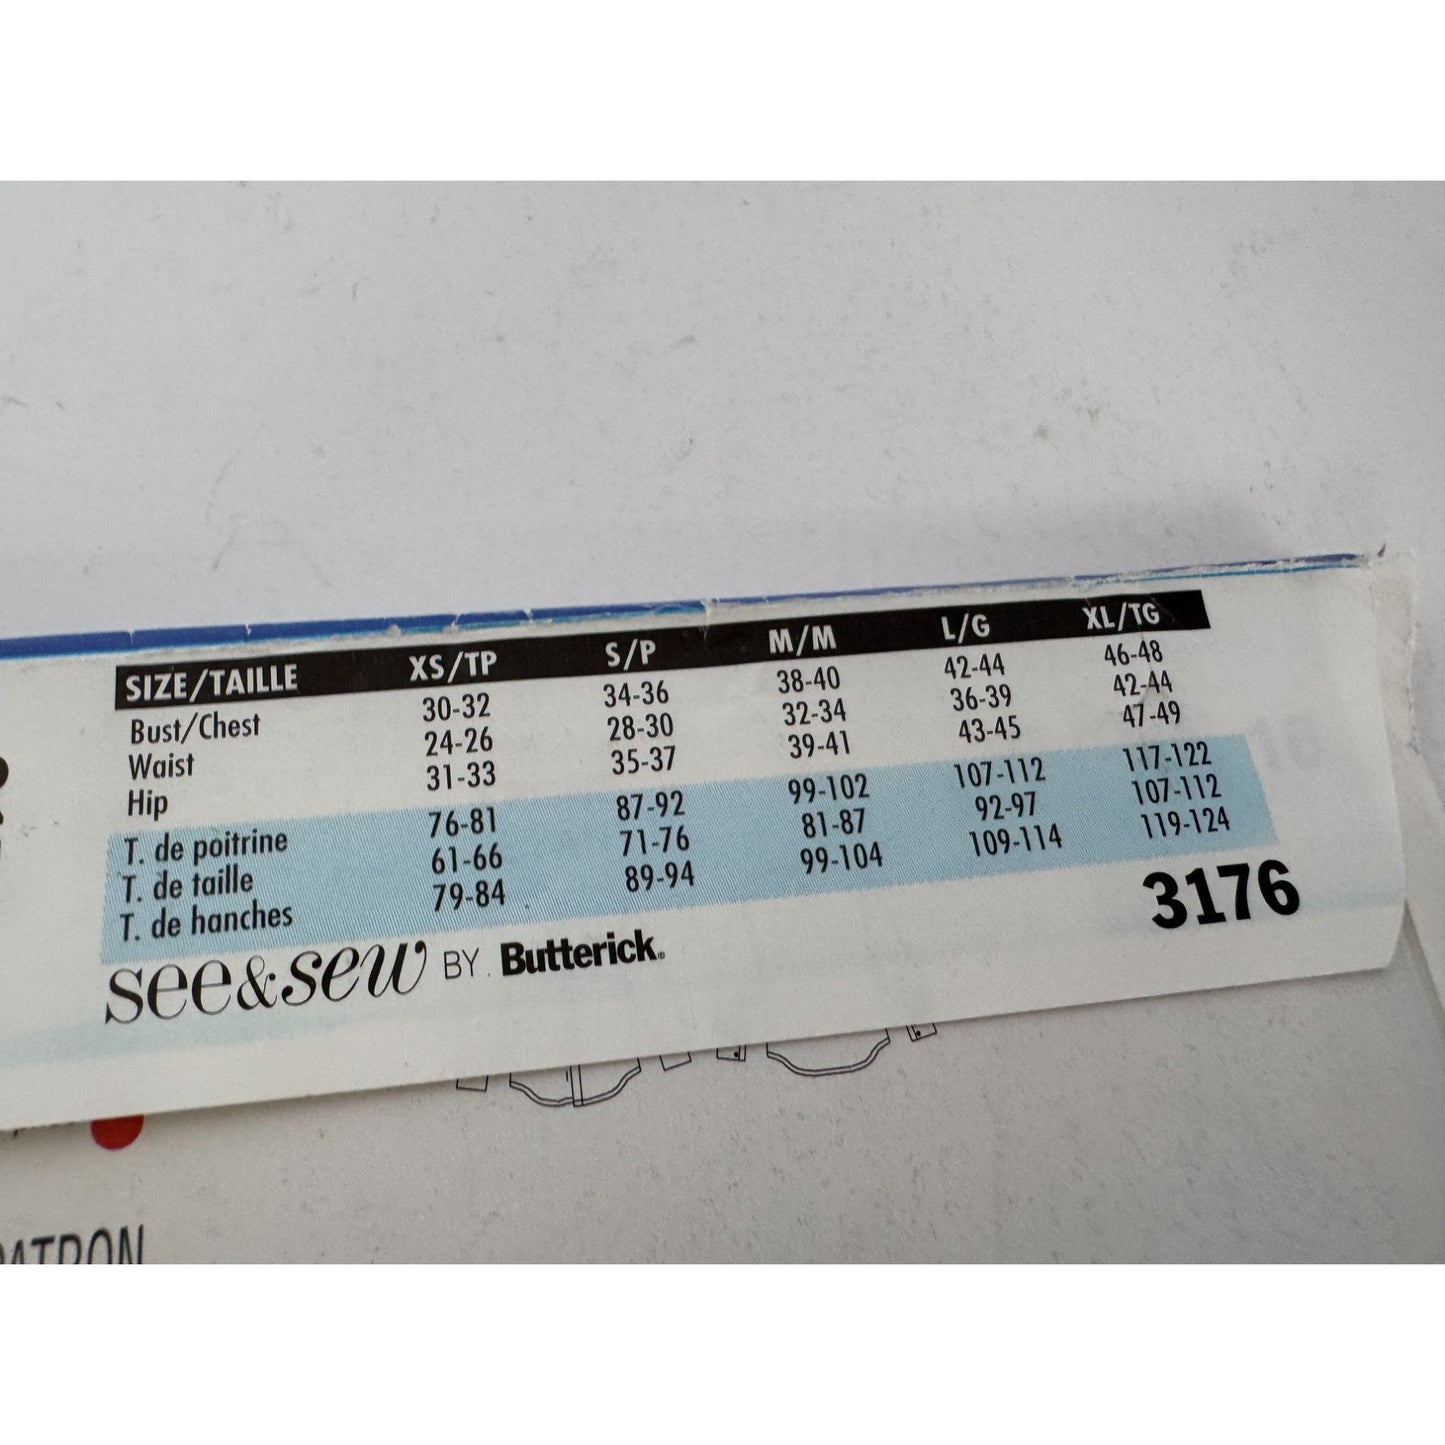 SIZE/TAILLE XS/TP S/P M/M L/G XL/TG
Bust/Chest 30-32 34-36 38-40 42-44 46-48
Waist 24-26 28-30 32-34 36-39 42-44
Hip 31-33 35-37 39-41 43-45 47-49
T. de poitrine 76-81 87-92 99-102 107-112 117-122
T. de taille 61-66 71-76 81-87 92-97 107-112
T. de hanches 79-84 89-94 99-104 109-114 119-124
3176
see&sew BY Butterick®